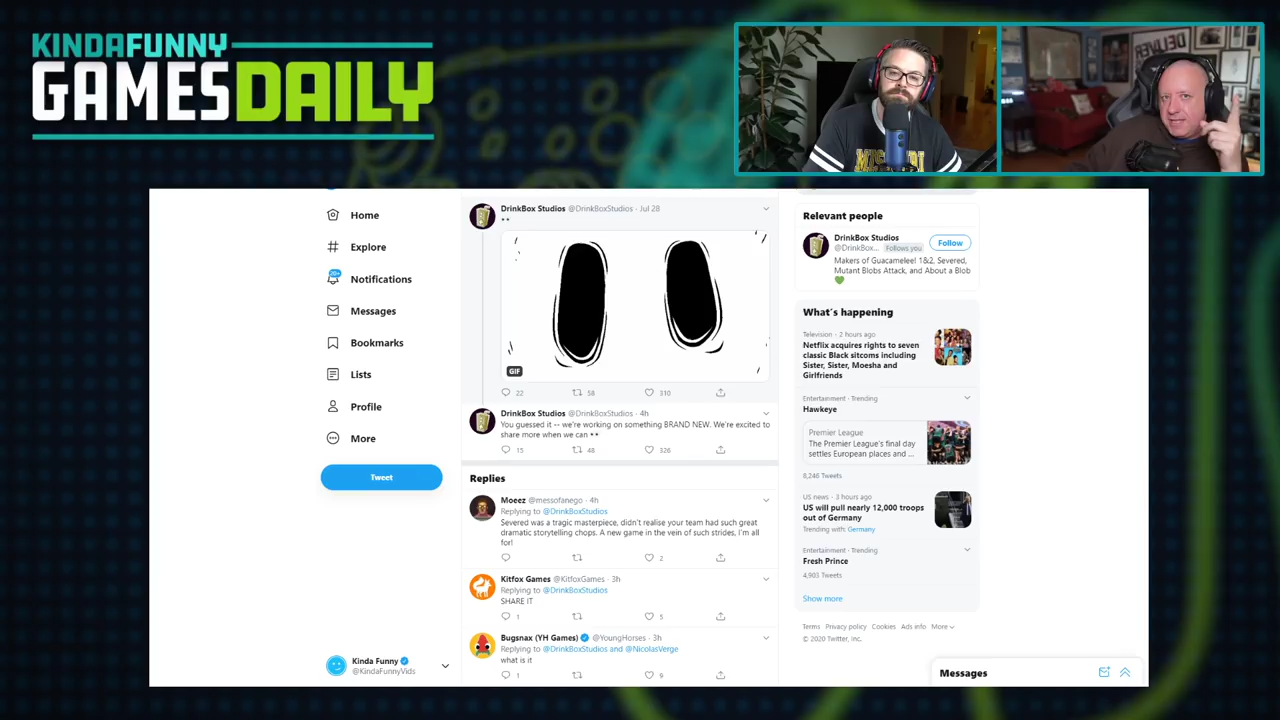 KINDAFUNNY
GAMESDAILY
DELIVER
Home
Explore
20+
Notifications
Messages
Bookmarks
Lists
Profile
More
Tweet
Kinda Funny
@KindaFunnyVids
DrinkBox Studios @DrinkBoxStudios · Jul 28
GIF
22 58 310
DrinkBox Studios @DrinkBoxStudios · 4h
You guessed it -- we're working on something BRAND NEW. We're excited to
share more when we can
15 48 326
Replies
Moeez @messofanego · 4h
Replying to @DrinkBoxStudios
Severed was a tragic masterpiece, didn't realise your team had such great
dramatic storytelling chops. A new game in the vein of such strides, I'm all
for!
2
Kitfox Games @KitfoxGames · 3h
Replying to @DrinkBoxStudios
SHARE IT
1 5
Bugsnax (YH Games) @YoungHorses · 3h
Replying to @DrinkBoxStudios and @NicolasVerge
what is it
1 9
Relevant people
DrinkBox Studios
@DrinkBox... Follows you
Follow
Makers of Guacamelee! 1&2, Severed,
Mutant Blobs Attack, and About a Blob
What's happening
Television · 2 hours ago
Netflix acquires rights to seven
classic Black sitcoms including
Sister, Sister, Moesha and
Girlfriends
Entertainment · Trending
Hawkeye
Premier League
The Premier League's final day
settles European places and ...
8,246 Tweets
US news · 3 hours ago
US will pull nearly 12,000 troops
out of Germany
Trending with: Germany
Entertainment · Trending
Fresh Prince
4,903 Tweets
Show more
Terms Privacy policy Cookies Ads info More
© 2020 Twitter, Inc.
Messages